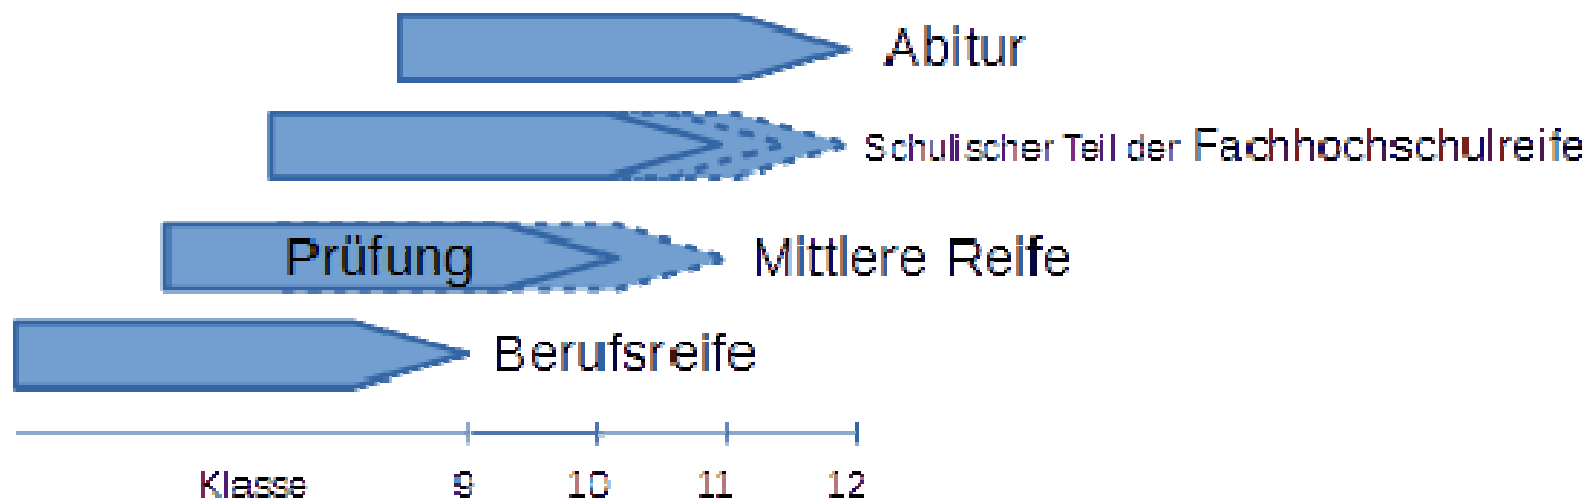 Abitur
Schulischer Teil der Fachhochschulreife
Prüfung Mittlere Reife
Berufsreife
Klasse 9 10 11 12